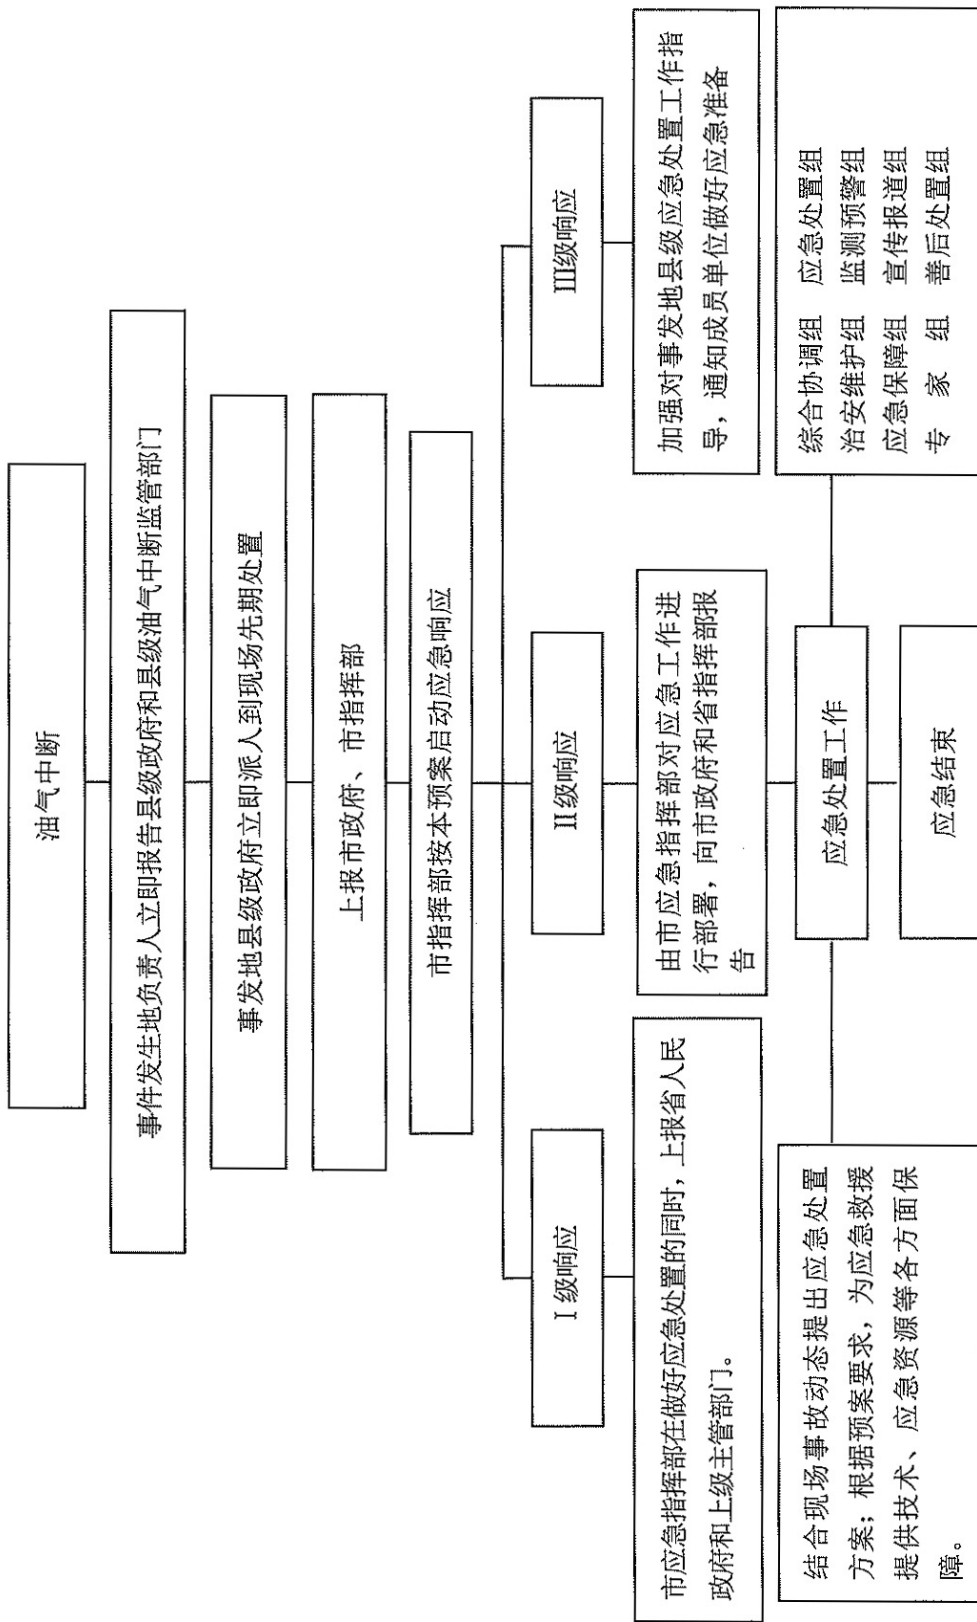 油气中断
事件发生地负责人立即报告县级政府和县级油气中断监管部门
事发地县级政府立即派人到现场先期处置
上报市政府、市指挥部
市指挥部按本预案启动应急响应
Ⅰ级响应
Ⅱ级响应
Ⅲ级响应
市应急指挥部在做好应急处置的同时，上报省人民
政府和上级主管部门。
由市应急指挥部对应急工作进
行部署，向市政府和省指挥部报
告
加强对事发地县级应急处置工作指
导，通知成员单位做好应急准备
结合现场事故动态提出应急处置
方案；根据预案要求，为应急救援
提供技术、应急资源等各方面保
障。
应急处置工作
综合协调组 应急处置组
治安维护组 监测预警组
应急保障组 宣传报道组
专 家 组 善后处置组
应急结束